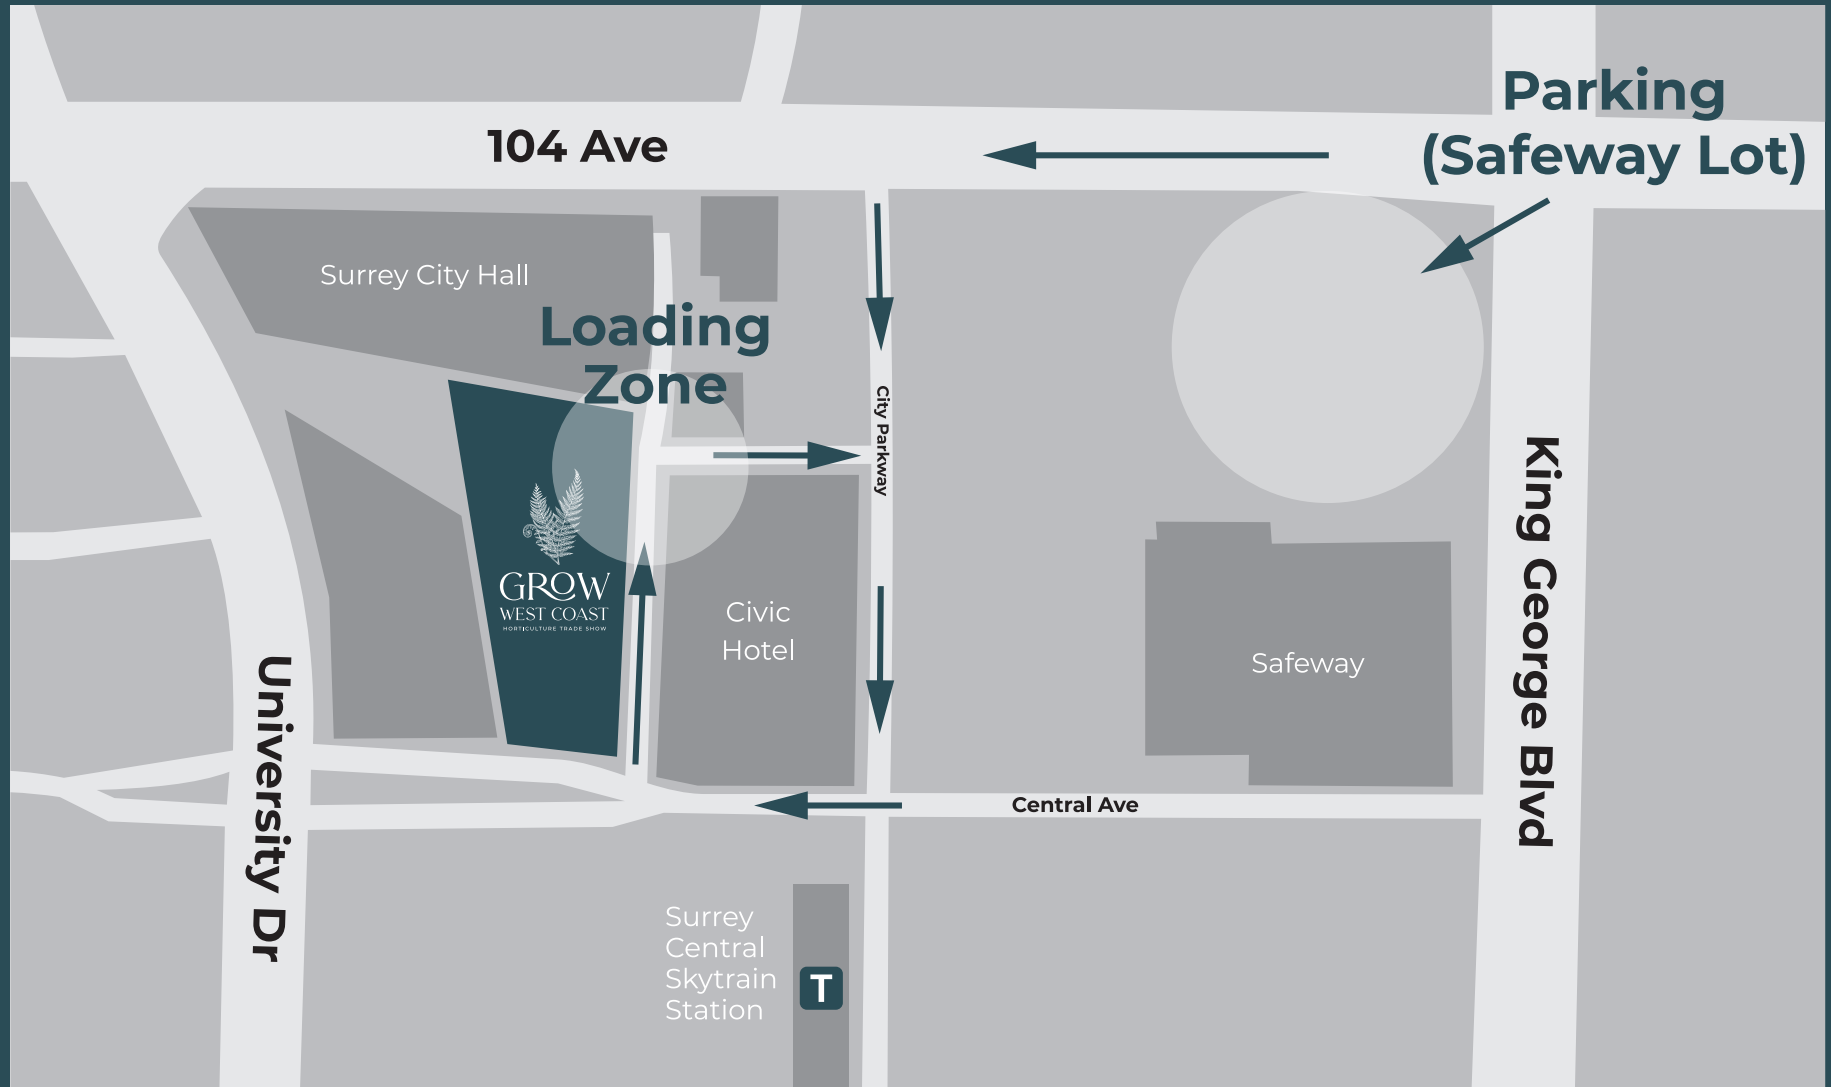 Parking
(Safeway Lot)
104 Ave
Surrey City Hall
Loading
Zone
City Parkway
King George Blvd
GROW
WEST COAST
HORTICULTURE TRADE SHOW
Civic
Hotel
Safeway
University Dr
Central Ave
Surrey
Central
Skytrain
Station
T